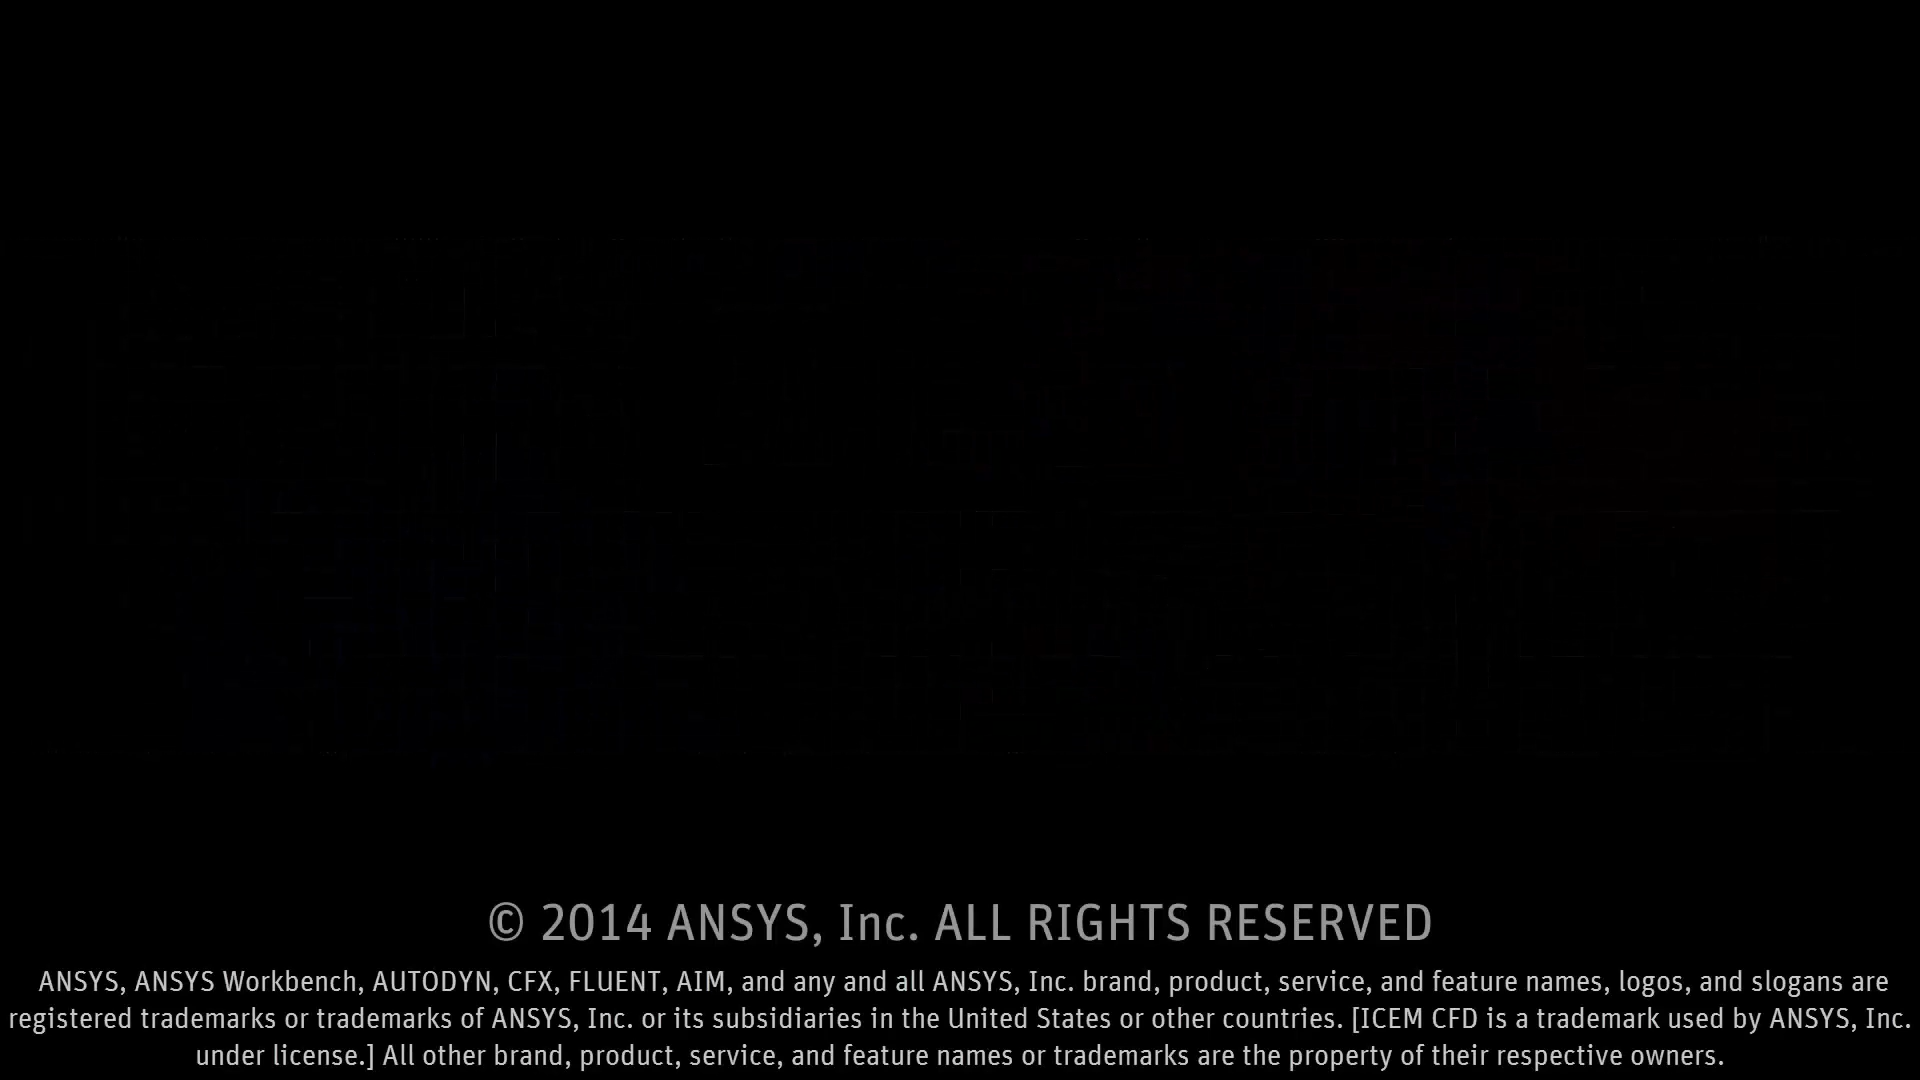 © 2014 ANSYS, Inc. ALL RIGHTS RESERVED
ANSYS, ANSYS Workbench, AUTODYN, CFX, FLUENT, AIM, and any and all ANSYS, Inc. brand, product, service, and feature names, logos, and slogans are
registered trademarks or trademarks of ANSYS, Inc. or its subsidiaries in the United States or other countries. [ICEM CFD is a trademark used by ANSYS, Inc.
under license.] All other brand, product, service, and feature names or trademarks are the property of their respective owners.